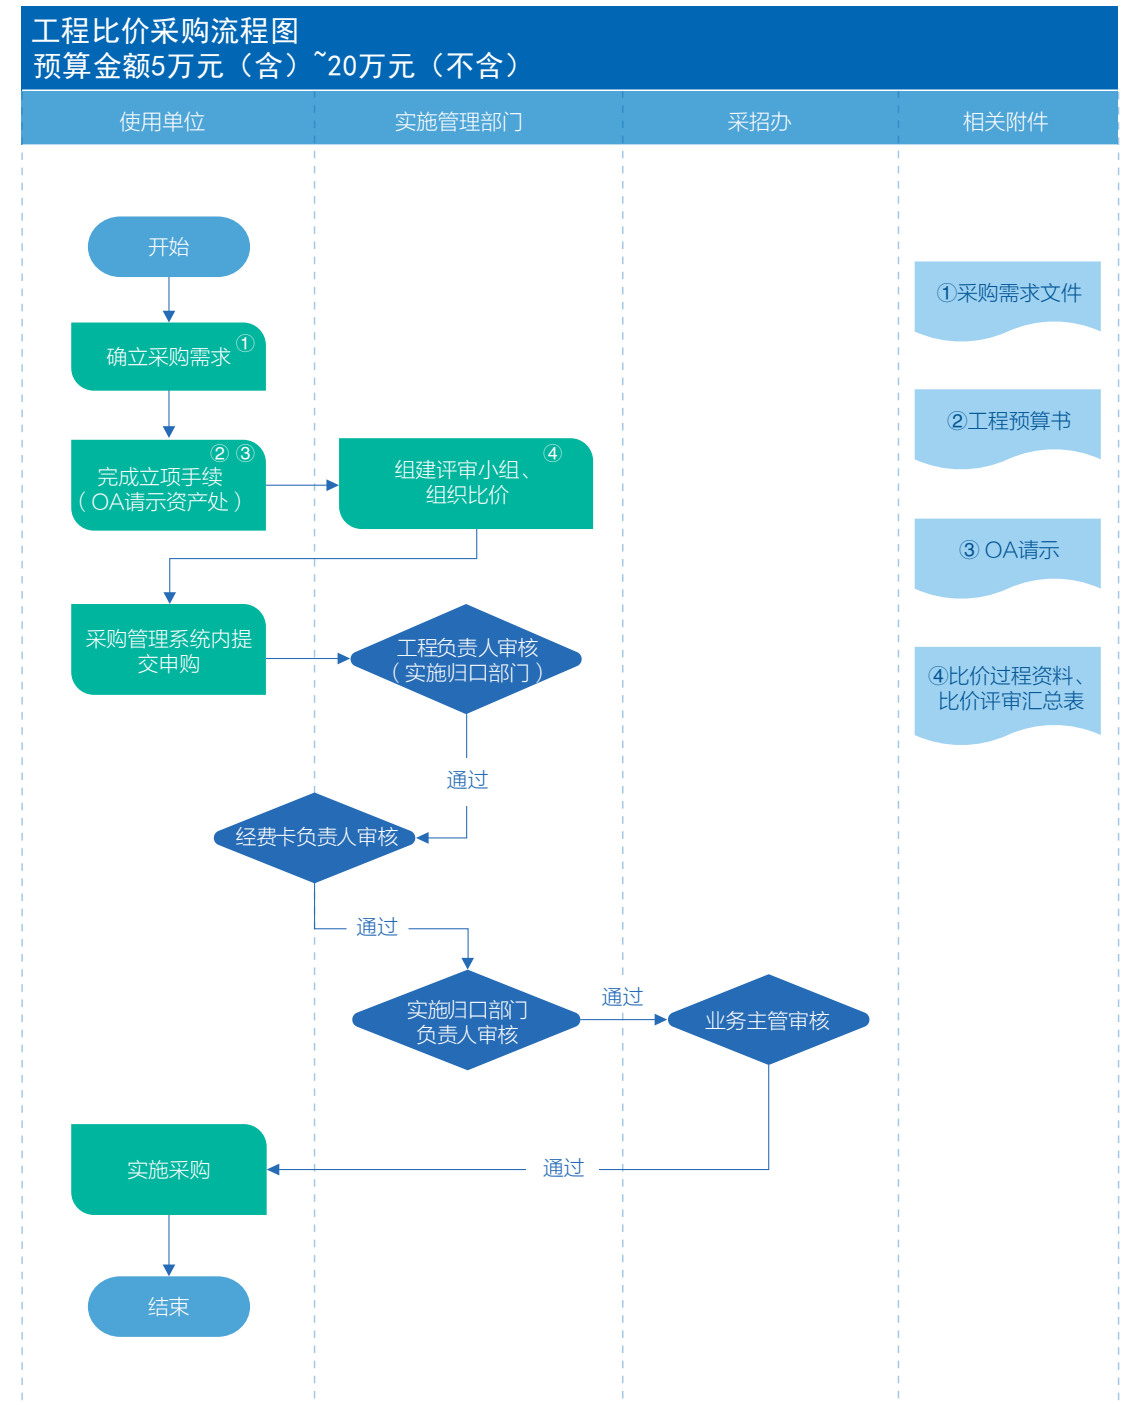 工程比价采购流程图
预算金额5万元（含）~20万元（不含）
使用单位
实施管理部门
采招办
相关附件
开始
①采购需求文件
①
确立采购需求
②工程预算书
② ③
完成立项手续
（OA请示资产处）
④
组建评审小组、
组织比价
③ OA请示
采购管理系统内提
交申购
工程负责人审核
（实施归口部门）
④比价过程资料、
比价评审汇总表
通过
经费卡负责人审核
通过
实施归口部门
负责人审核
通过
业务主管审核
实施采购
通过
结束